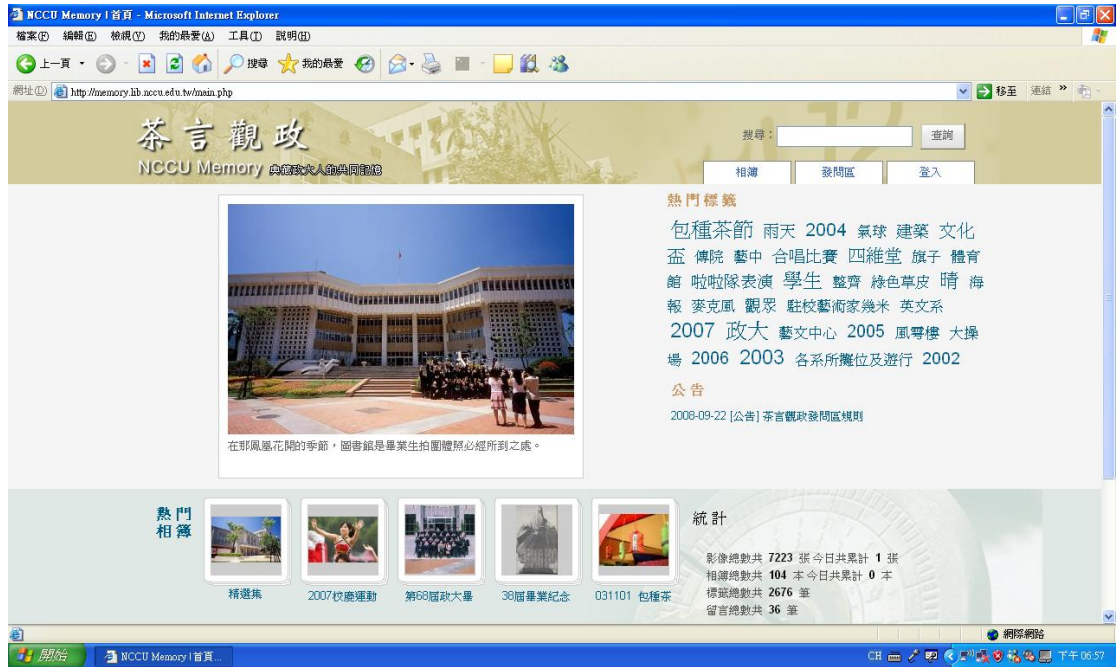 NCCU Memory | 首頁 - Microsoft Internet Explorer
檔案(F) 編輯(E) 檢視(V) 我的最愛(A) 工具(T) 說明(H)
上一頁 搜尋 我的最愛
網址(D) http://memory.lib.nccu.edu.tw/main.php 移至 連結 »
茶言觀政
NCCU Memory 典藏政大人的共同記憶
搜尋： 查詢
相簿 發問區 登入
熱門標籤
包種茶節 雨天 2004 氣球 建築 文化
盃 傳院 藝中 合唱比賽 四維堂 旗子 體育
館 啦啦隊表演 學生 整齊 綠色草皮 晴 海
報 麥克風 觀眾 駐校藝術家幾米 英文系
2007 政大 藝文中心 2005 風雩樓 大操
場 2006 2003 各系所攤位及遊行 2002
公告
2008-09-22 [公告] 茶言觀政發問區規則
在那鳳凰花開的季節，圖書館是畢業生拍團體照必經所到之處。
熱門
相簿
精選集
2007校慶運動
第68屆政大畢
38屆畢業紀念
031101 包種茶
統計
影像總數共 7223 張 今日共累計 1 張
相簿總數共 104 本 今日共累計 0 本
標籤總數共 2676 筆
留言總數共 36 筆
網際網路
開始 NCCU Memory | 首頁... CH 下午 06:57